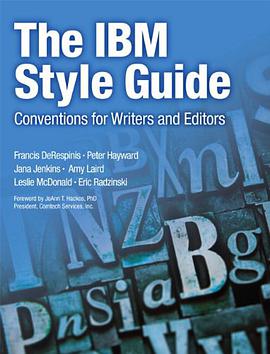 The IBM
Style Guide
Conventions for Writers and Editors
Francis DeRespinis • Peter Hayward
Jana Jenkins • Amy Laird
Leslie McDonald • Eric Radzinski
Foreword by JoAnn T. Hackos, PhD
President, Comtech Services, Inc.